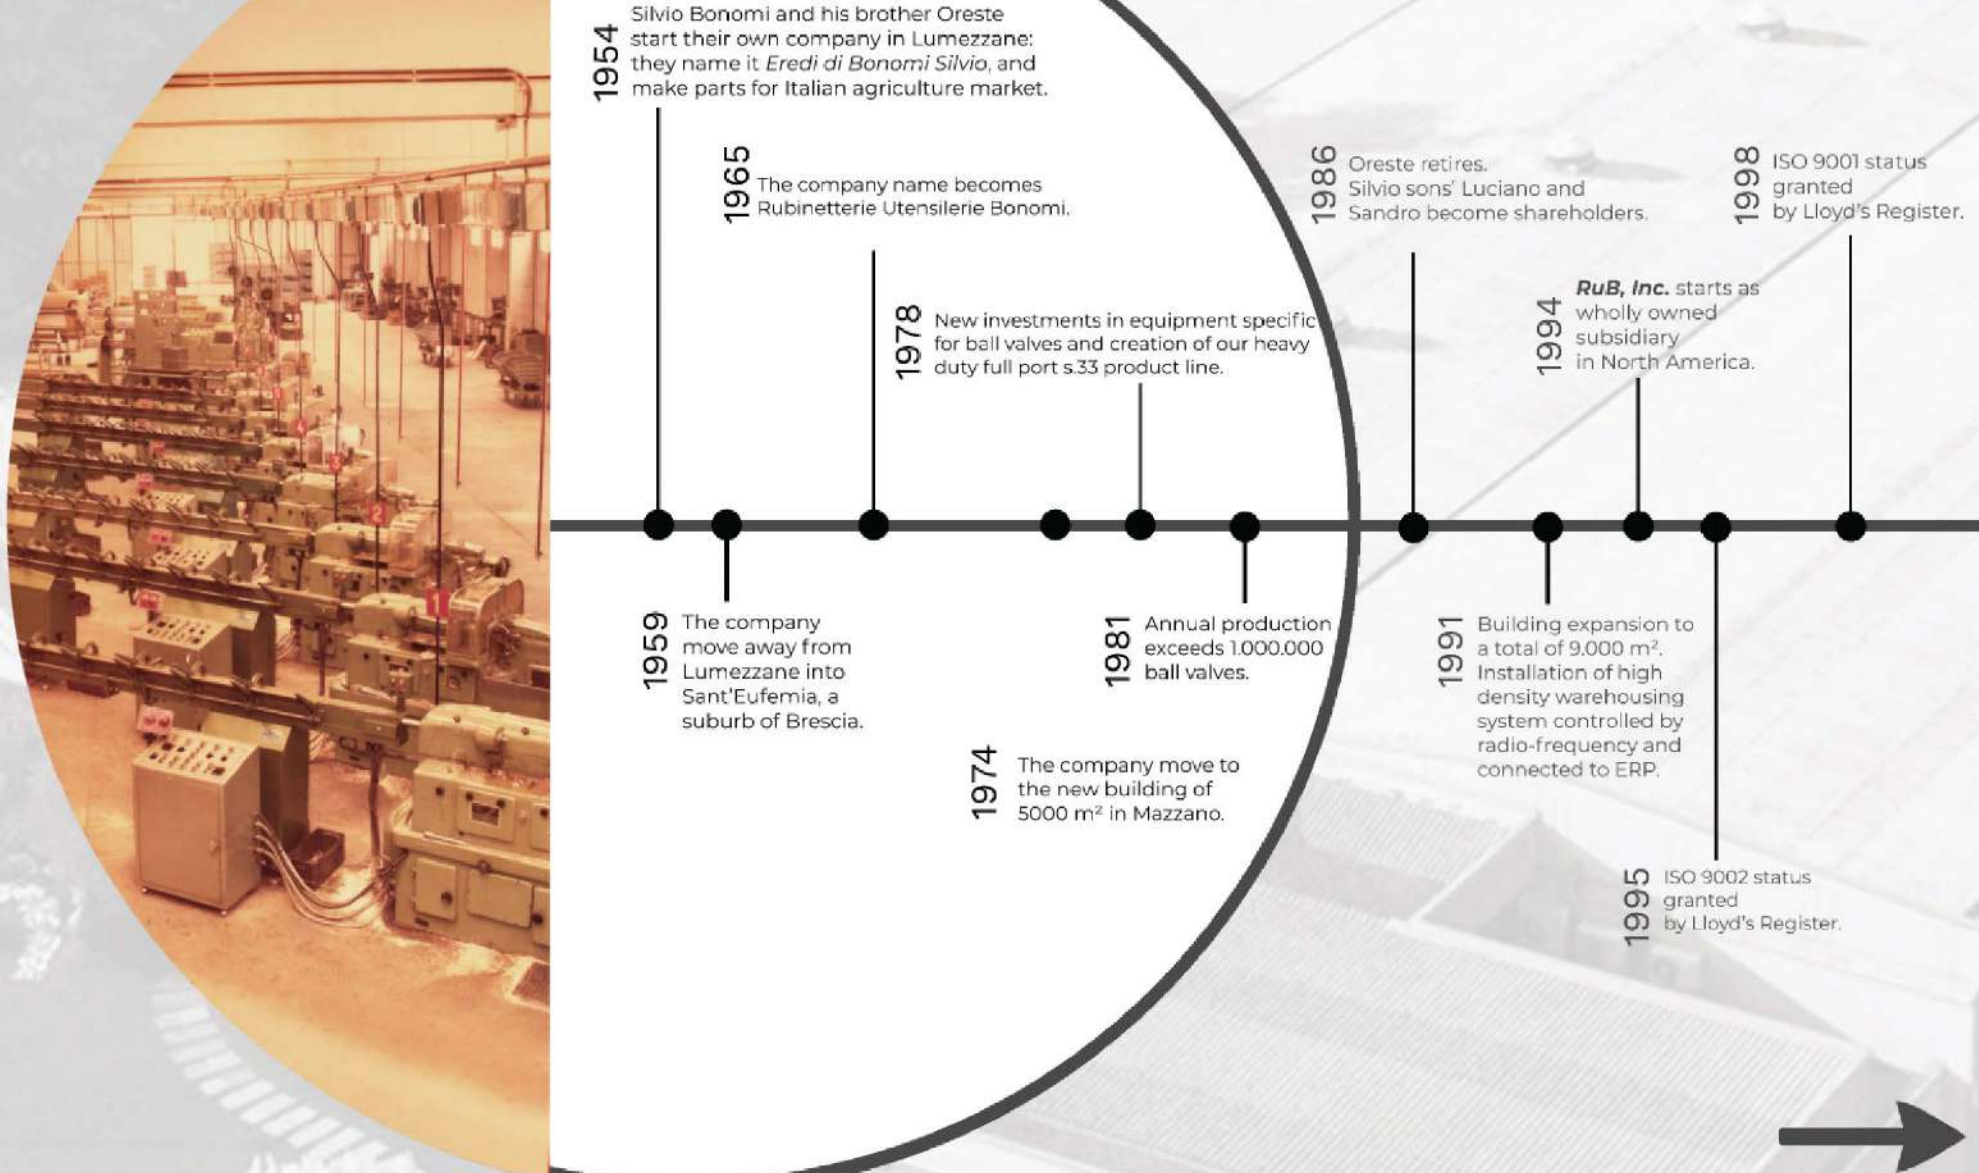 1954
Silvio Bonomi and his brother Oreste
start their own company in Lumezzane:
they name it Eredi di Bonomi Silvio, and
make parts for Italian agriculture market.
1965
The company name becomes
Rubinetterie Utensilerie Bonomi.
1978
New investments in equipment specific
for ball valves and creation of our heavy
duty full port s.33 product line.
1986
Oreste retires.
Silvio sons' Luciano and
Sandro become shareholders.
1994
RuB, Inc. starts as
wholly owned
subsidiary
in North America.
1998
ISO 9001 status
granted
by Lloyd's Register.
1959
The company
move away from
Lumezzane into
Sant'Eufemia, a
suburb of Brescia.
1974
The company move to
the new building of
5000 m² in Mazzano.
1981
Annual production
exceeds 1.000.000
ball valves.
1991
Building expansion to
a total of 9.000 m².
Installation of high
density warehousing
system controlled by
radio-frequency and
connected to ERP.
1995
ISO 9002 status
granted
by Lloyd's Register.
4
3
2
1